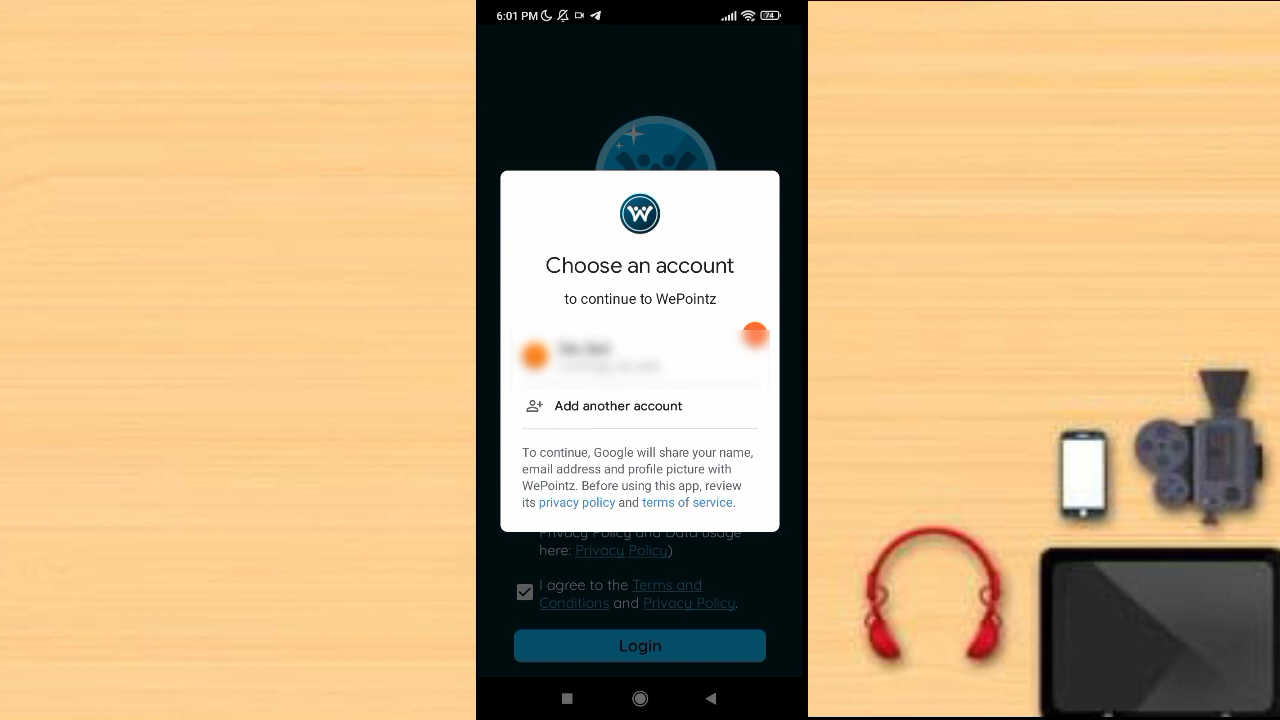 6:01 PM
74
W
Choose an account
to continue to WePointz
Add another account
To continue, Google will share your name,
email address and profile picture with
WePointz. Before using this app, review
its privacy policy and terms of service.
Privacy Policy and Data usage
here: Privacy Policy)
I agree to the Terms and
Conditions and Privacy Policy.
Login